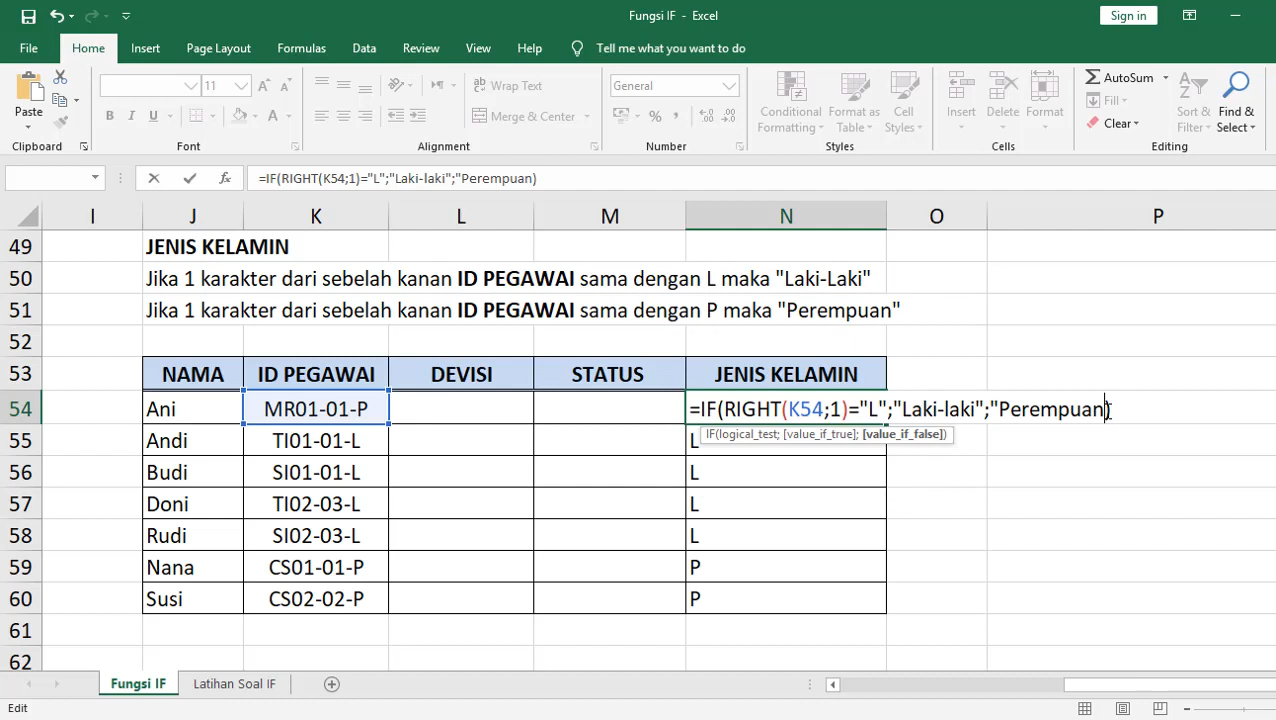 Fungsi IF - Excel
Sign in
File Home Insert Page Layout Formulas Data Review View Help Tell me what you want to do
Paste
11
Wrap Text
Merge & Center
General
Conditional Formatting
Format as Table
Cell Styles
Insert
Delete
Format
AutoSum
Fill
Clear
Sort & Filter
Find & Select
Clipboard Font Alignment Number Styles Cells Editing
=IF(RIGHT(K54;1)="L";"Laki-laki";"Perempuan)
I J K L M N O P
49 JENIS KELAMIN
50 Jika 1 karakter dari sebelah kanan ID PEGAWAI sama dengan L maka "Laki-Laki"
51 Jika 1 karakter dari sebelah kanan ID PEGAWAI sama dengan P maka "Perempuan"
52
53 NAMA ID PEGAWAI DEVISI STATUS JENIS KELAMIN
54 Ani MR01-01-P =IF(RIGHT(K54;1)="L";"Laki-laki";"Perempuan)
IF(logical_test; [value_if_true]; [value_if_false])
55 Andi TI01-01-L L
56 Budi SI01-01-L L
57 Doni TI02-03-L L
58 Rudi SI02-03-L L
59 Nana CS01-01-P P
60 Susi CS02-02-P P
61
62
Fungsi IF Latihan Soal IF
Edit